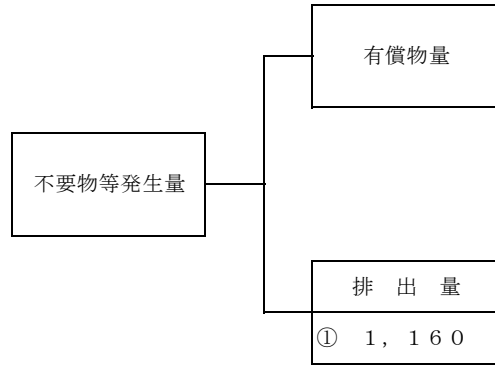 有償物量
不要物等発生量
排　出　量
①　１，１６０